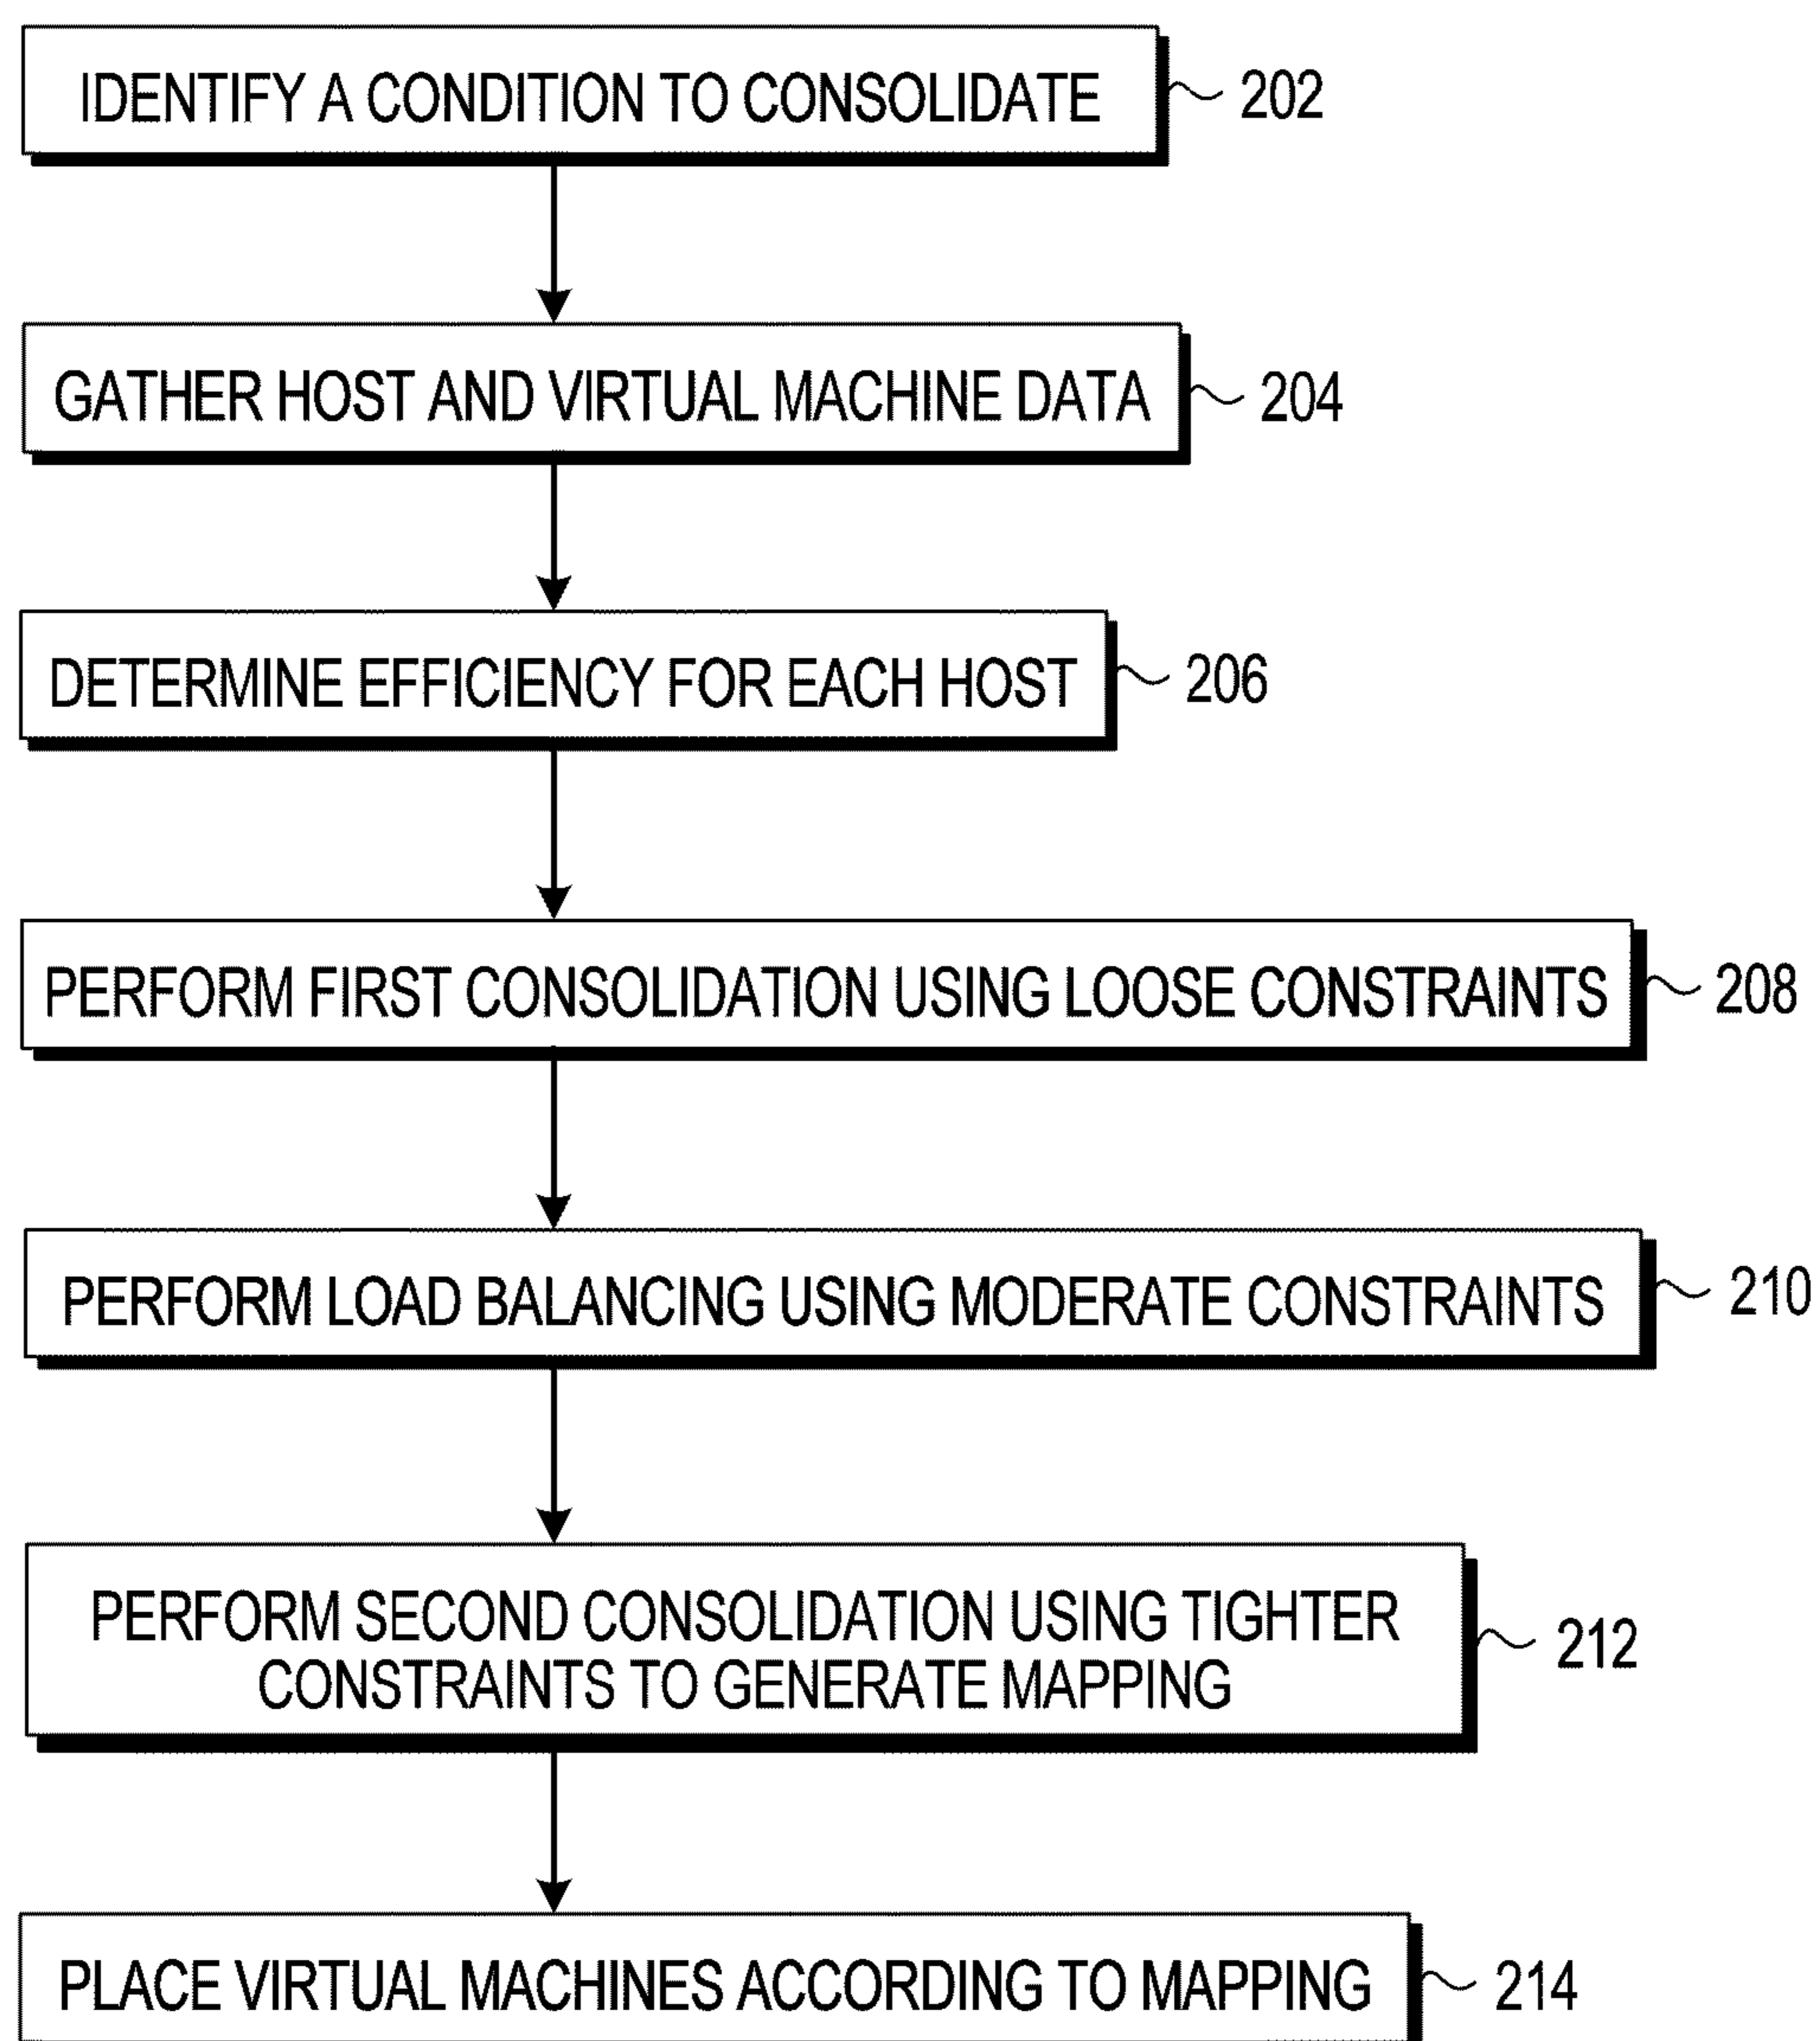 IDENTIFY A CONDITION TO CONSOLIDATE
202
GATHER HOST AND VIRTUAL MACHINE DATA
204
DETERMINE EFFICIENCY FOR EACH HOST
206
PERFORM FIRST CONSOLIDATION USING LOOSE CONSTRAINTS
208
PERFORM LOAD BALANCING USING MODERATE CONSTRAINTS
210
PERFORM SECOND CONSOLIDATION USING TIGHTER
CONSTRAINTS TO GENERATE MAPPING
212
PLACE VIRTUAL MACHINES ACCORDING TO MAPPING
214